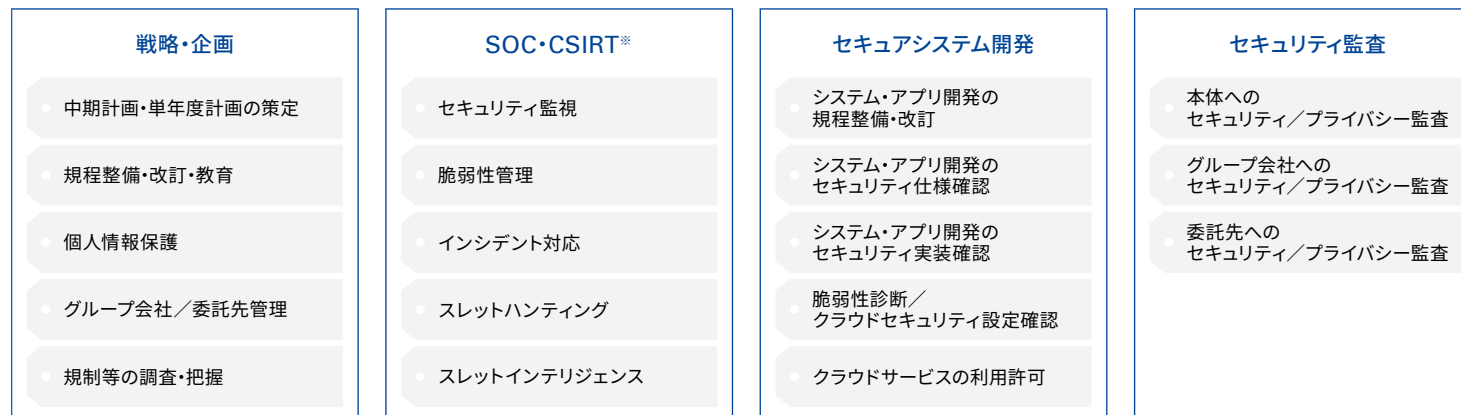 戦略・企画
中期計画・単年度計画の策定
規程整備・改訂・教育
個人情報保護
グループ会社／委託先管理
規制等の調査・把握
SOC・CSIRT※
セキュリティ監視
脆弱性管理
インシデント対応
スレットハンティング
スレットインテリジェンス
セキュアシステム開発
システム・アプリ開発の
規程整備・改訂
システム・アプリ開発の
セキュリティ仕様確認
システム・アプリ開発の
セキュリティ実装確認
脆弱性診断／
クラウドセキュリティ設定確認
クラウドサービスの利用許可
セキュリティ監査
本体への
セキュリティ／プライバシー監査
グループ会社への
セキュリティ／プライバシー監査
委託先への
セキュリティ／プライバシー監査